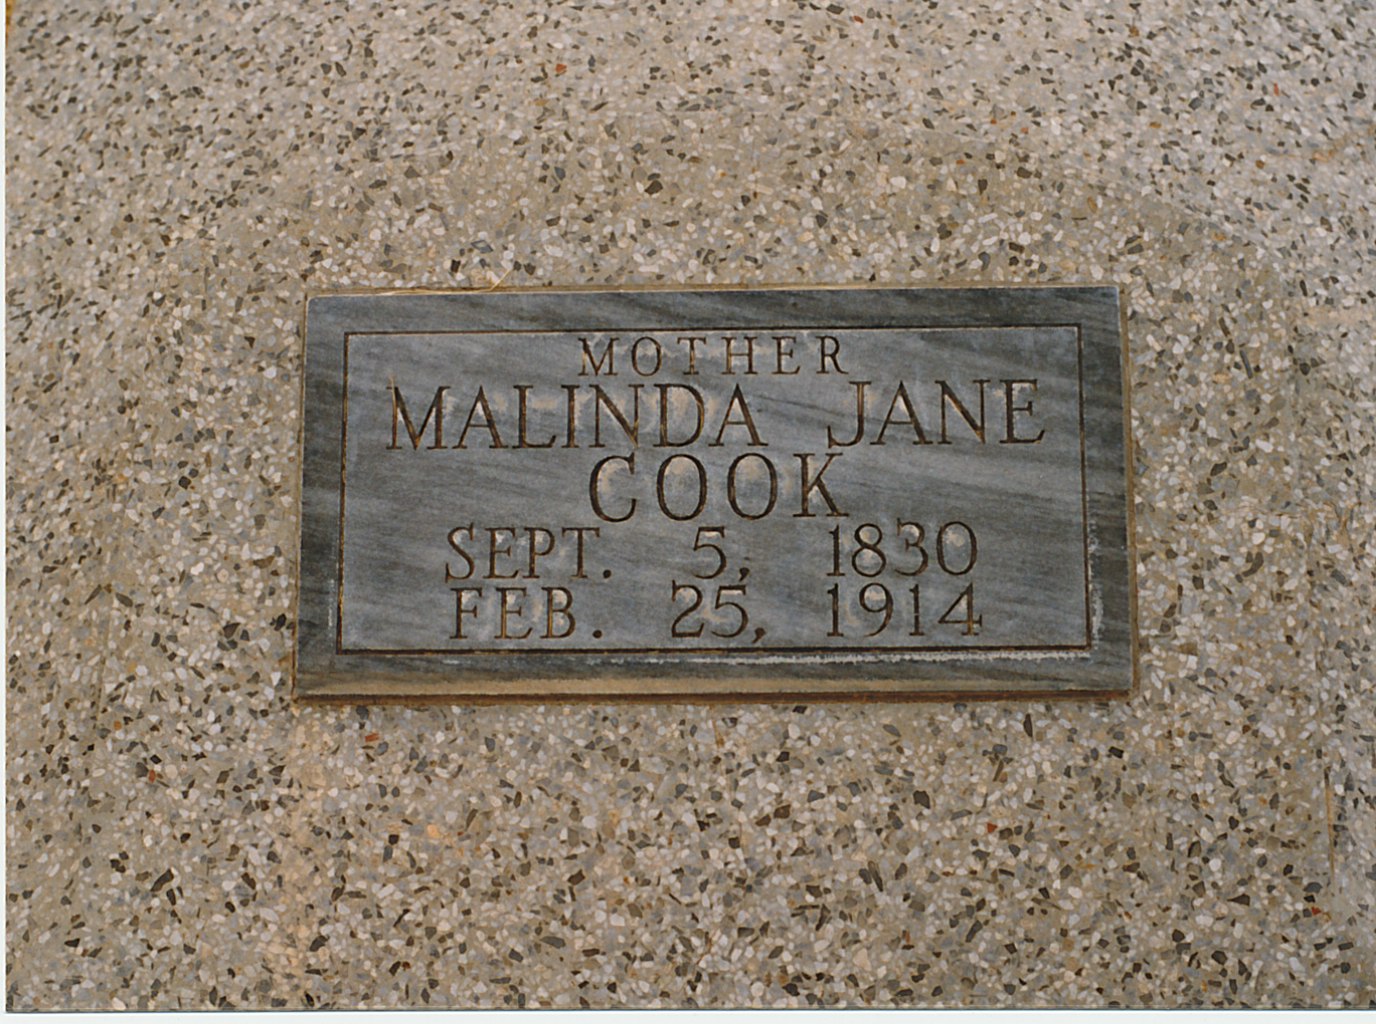 MOTHER
MALINDA JANE
COOK
SEPT. 5, 1830
FEB. 25, 1914